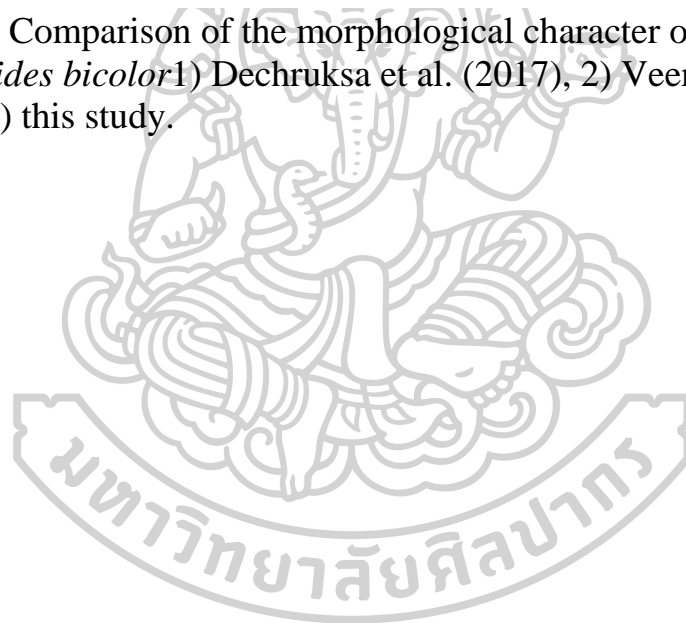 Comparison of the morphological character o
ides bicolor1) Dechruksa et al. (2017), 2) Veer
) this study.
มหาวิทยาลัยศิลปากร